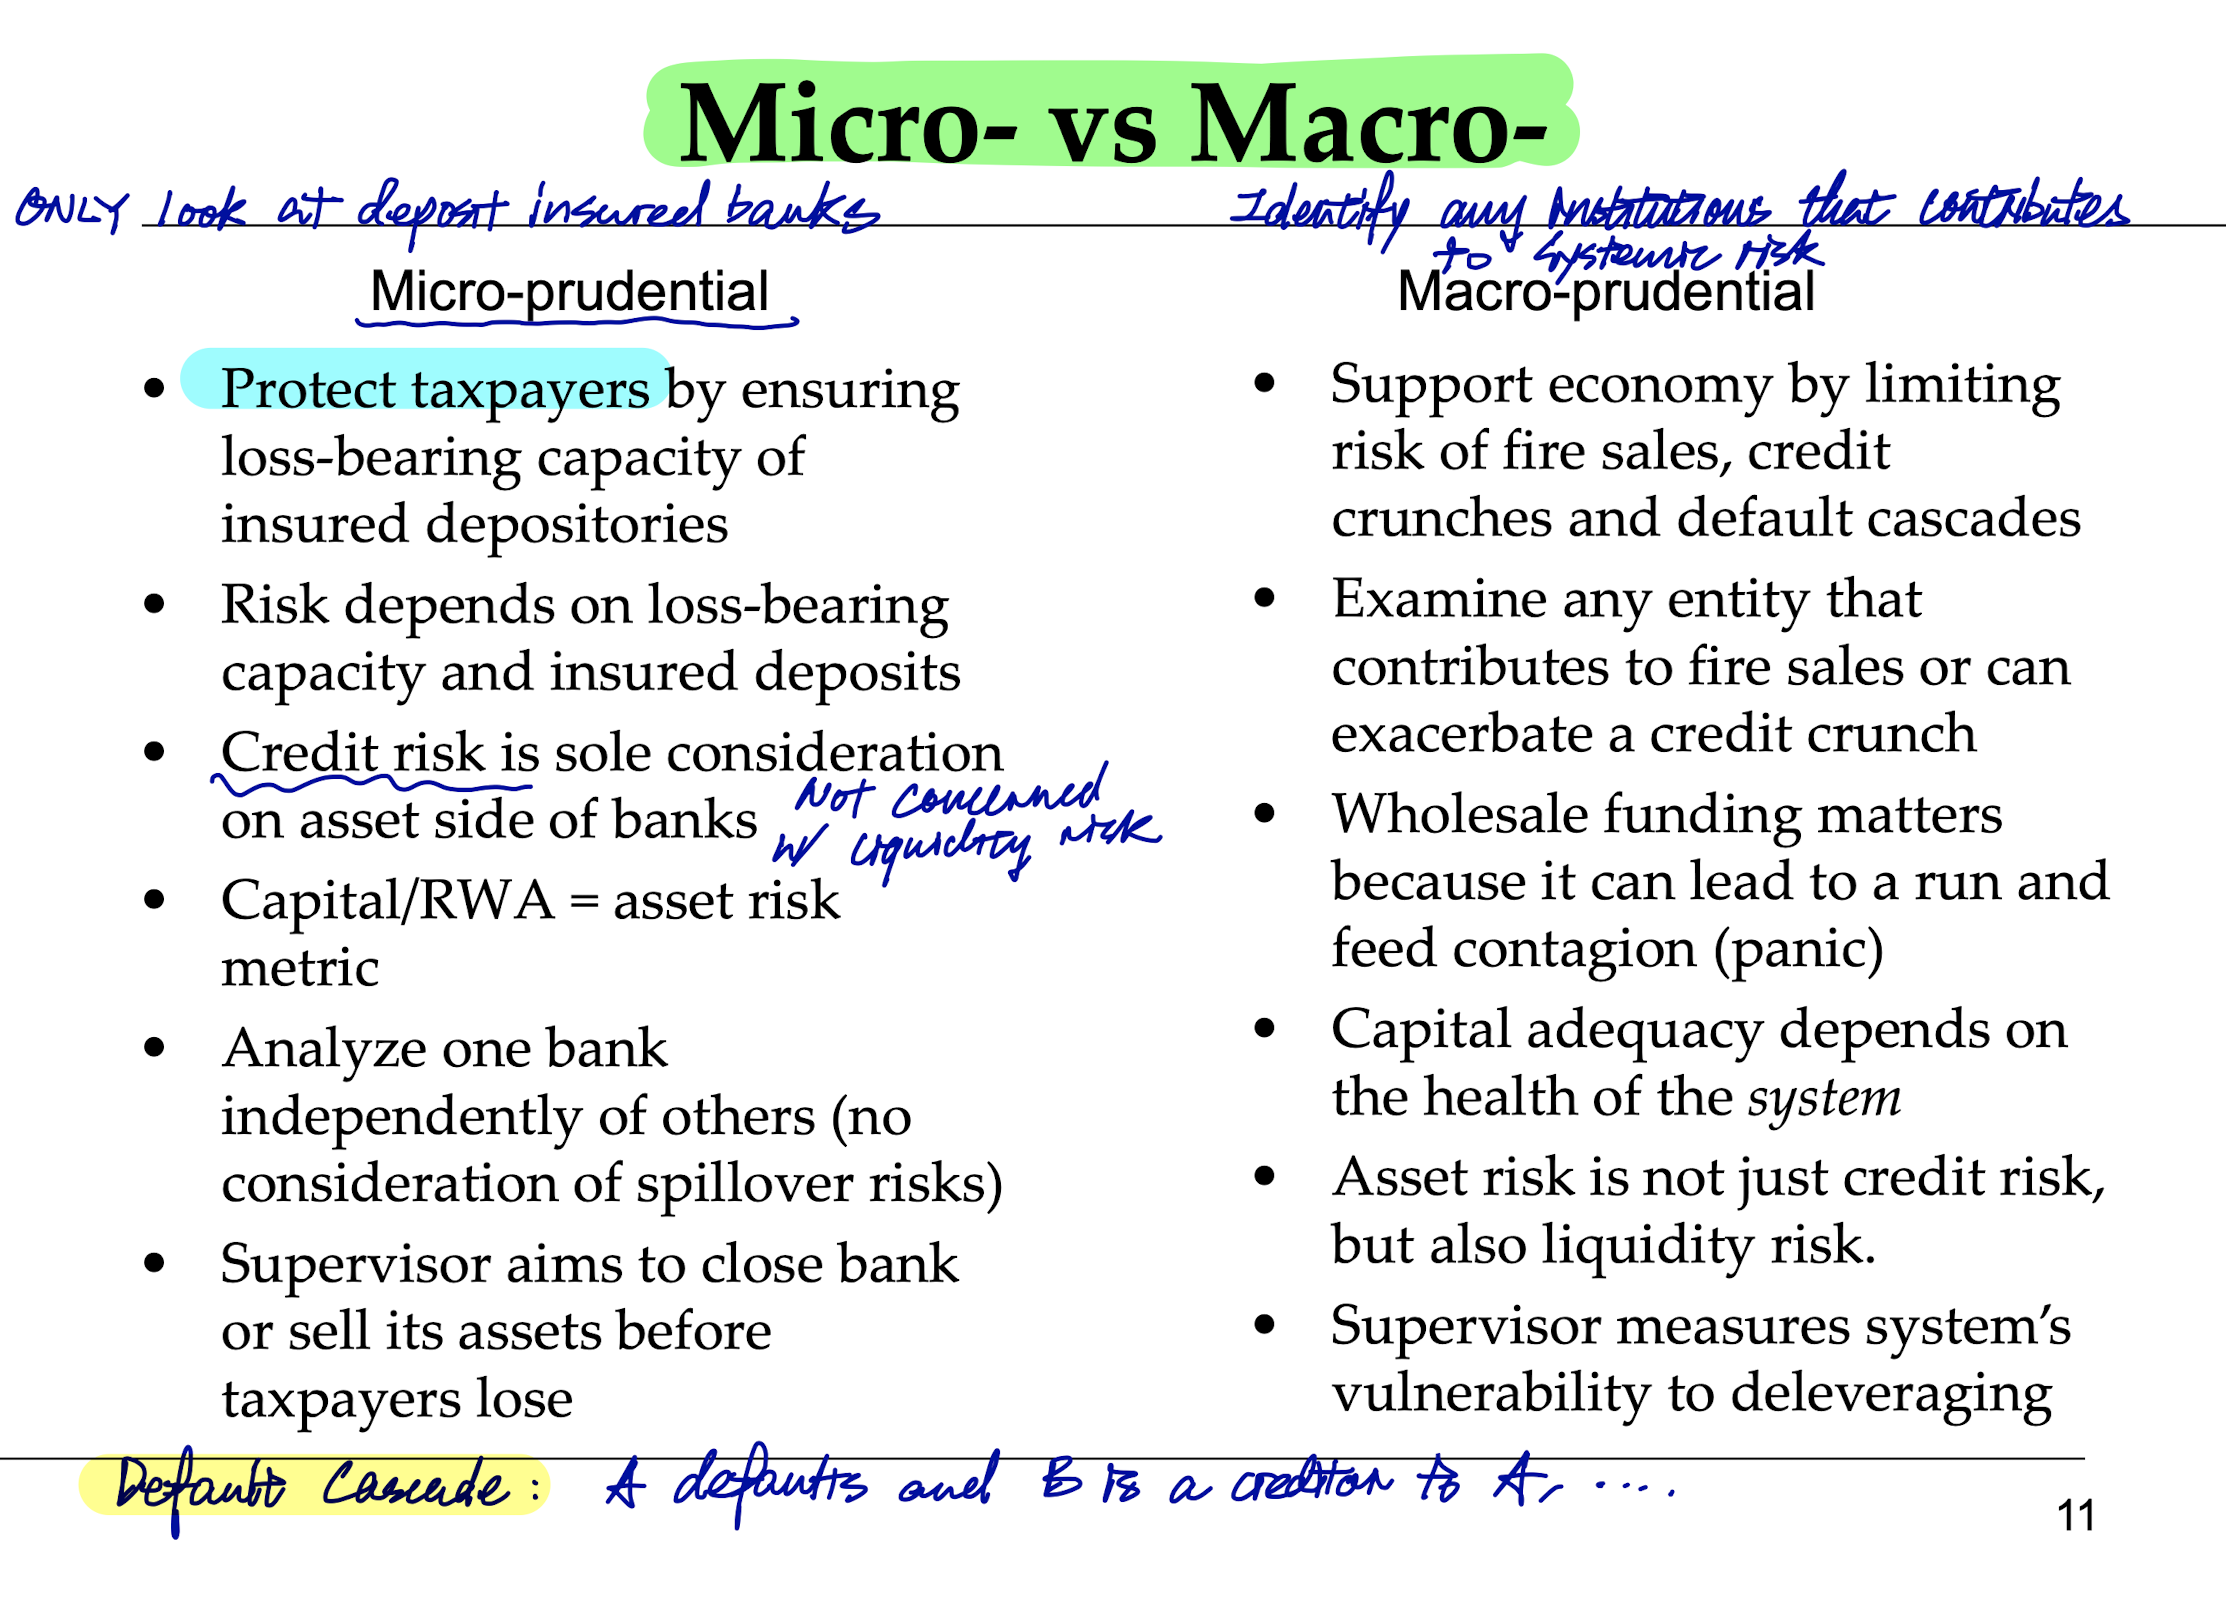 Micro- vs Macro-
ONLY look at deposit insured banks
Identify any institutions that contributes
to systemic risk
Micro-prudential
• Protect taxpayers by ensuring
loss-bearing capacity of
insured depositories
• Risk depends on loss-bearing
capacity and insured deposits
• Credit risk is sole consideration
on asset side of banks
Not concerned
w/ liquidity risk
• Capital/RWA = asset risk
metric
• Analyze one bank
independently of others (no
consideration of spillover risks)
• Supervisor aims to close bank
or sell its assets before
taxpayers lose
Macro-prudential
• Support economy by limiting
risk of fire sales, credit
crunches and default cascades
• Examine any entity that
contributes to fire sales or can
exacerbate a credit crunch
• Wholesale funding matters
because it can lead to a run and
feed contagion (panic)
• Capital adequacy depends on
the health of the system
• Asset risk is not just credit risk,
but also liquidity risk.
• Supervisor measures system's
vulnerability to deleveraging
Default Cascade: A defaults and B is a creditor to A, ....
11